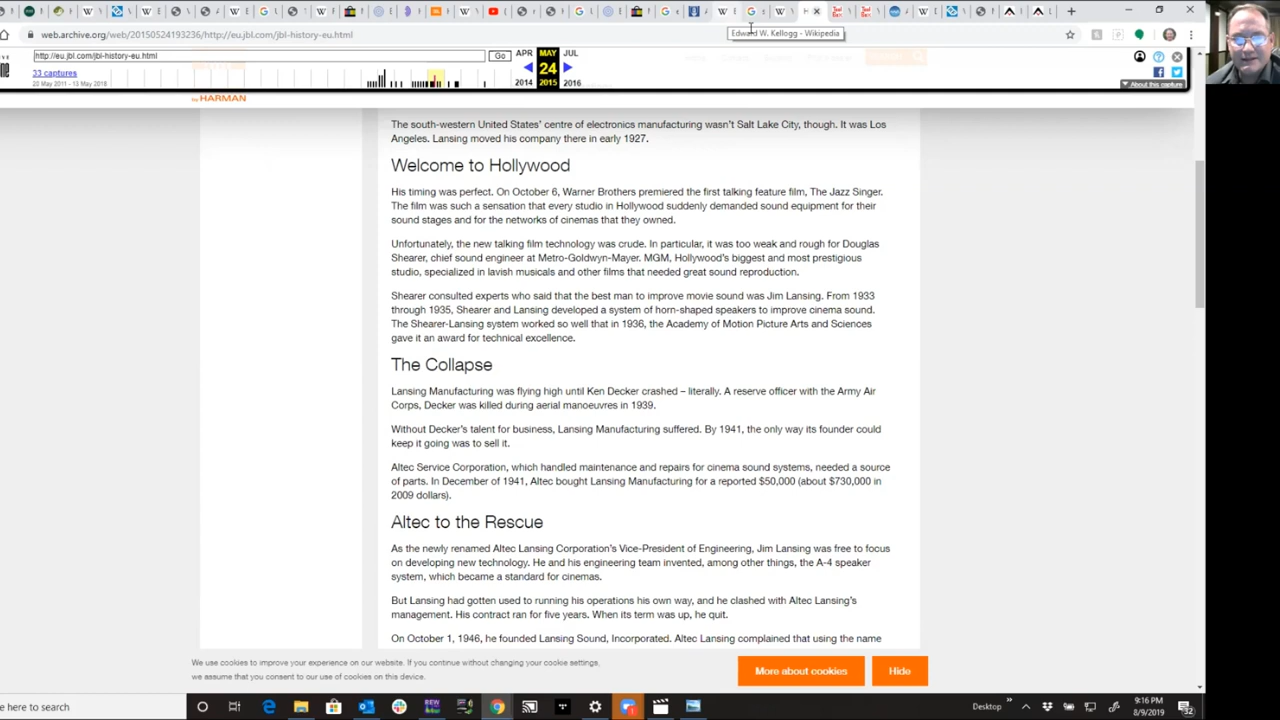 web.archive.org/web/20150524193236/http://eu.jbl.com/jbl-history-eu.html
Edward W. Kellogg - Wikipedia
http://eu.jbl.com/jbl-history-eu.html
Go
APR
MAY
JUL
33 captures
24
20 May 2011 - 13 May 2018
2014
2015
2016
About this capture
by HARMAN
The south-western United States' centre of electronics manufacturing wasn't Salt Lake City, though. It was Los
Angeles. Lansing moved his company there in early 1927.
Welcome to Hollywood
His timing was perfect. On October 6, Warner Brothers premiered the first talking feature film, The Jazz Singer.
The film was such a sensation that every studio in Hollywood suddenly demanded sound equipment for their
sound stages and for the networks of cinemas that they owned.
Unfortunately, the new talking film technology was crude. In particular, it was too weak and rough for Douglas
Shearer, chief sound engineer at Metro-Goldwyn-Mayer. MGM, Hollywood's biggest and most prestigious
studio, specialized in lavish musicals and other films that needed great sound reproduction.
Shearer consulted experts who said that the best man to improve movie sound was Jim Lansing. From 1933
through 1935, Shearer and Lansing developed a system of horn-shaped speakers to improve cinema sound.
The Shearer-Lansing system worked so well that in 1936, the Academy of Motion Picture Arts and Sciences
gave it an award for technical excellence.
The Collapse
Lansing Manufacturing was flying high until Ken Decker crashed – literally. A reserve officer with the Army Air
Corps, Decker was killed during aerial manoeuvres in 1939.
Without Decker's talent for business, Lansing Manufacturing suffered. By 1941, the only way its founder could
keep it going was to sell it.
Altec Service Corporation, which handled maintenance and repairs for cinema sound systems, needed a source
of parts. In December of 1941, Altec bought Lansing Manufacturing for a reported $50,000 (about $730,000 in
2009 dollars).
Altec to the Rescue
As the newly renamed Altec Lansing Corporation's Vice-President of Engineering, Jim Lansing was free to focus
on developing new technology. He and his engineering team invented, among other things, the A-4 speaker
system, which became a standard for cinemas.
But Lansing had gotten used to running his operations his own way, and he clashed with Altec Lansing's
management. His contract ran for five years. When its term was up, he quit.
On October 1, 1946, he founded Lansing Sound, Incorporated. Altec Lansing complained that using the name
We use cookies to improve your experience on our website. If you continue without changing your cookie settings,
we assume that you consent to our use of cookies on this device.
More about cookies
Hide
e here to search
Desktop
9:16 PM
8/9/2019
32